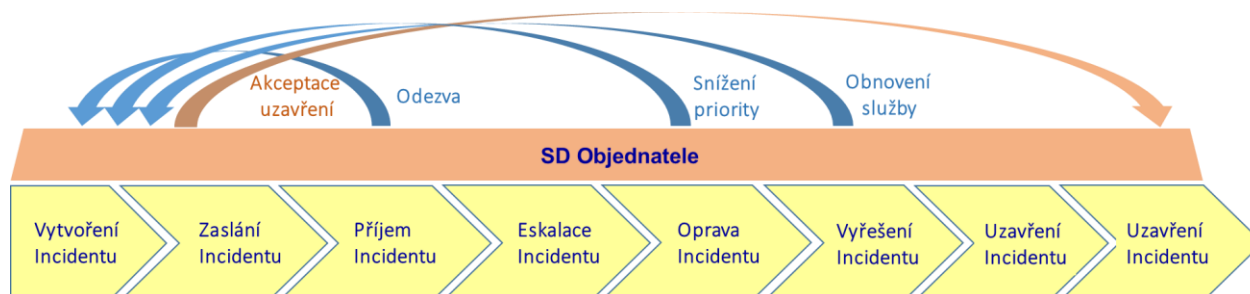 Akceptace
uzavření
Odezva
Snížení
priority
Obnovení
služby
SD Objednatele
Vytvoření
Incidentu
Zaslání
Incidentu
Příjem
Incidentu
Eskalace
Incidentu
Oprava
Incidentu
Vyřešení
Incidentu
Uzavření
Incidentu
Uzavření
Incidentu